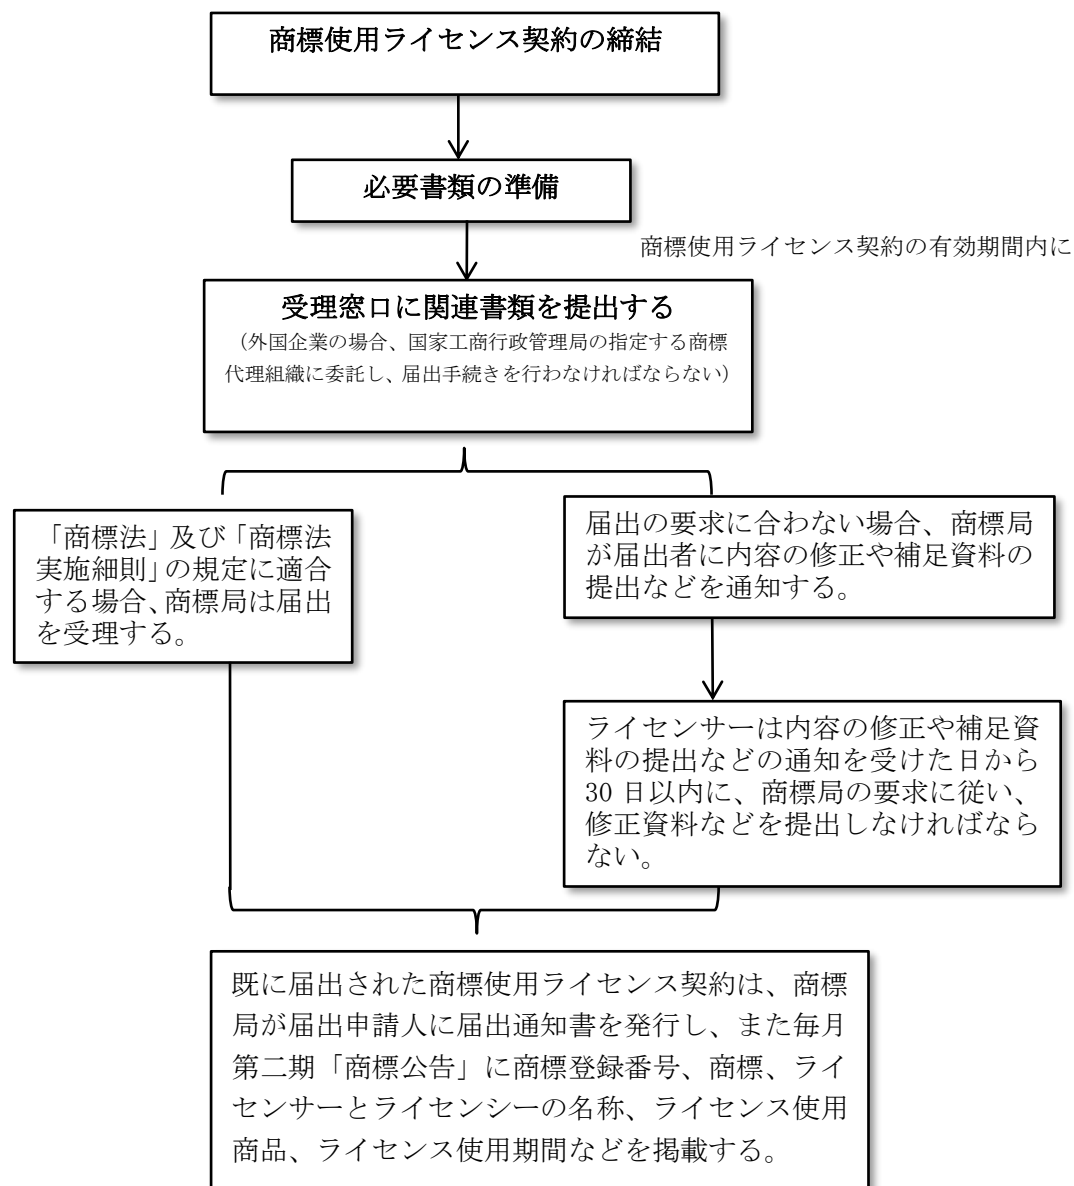 商標使用ライセンス契約の締結
必要書類の準備
商標使用ライセンス契約の有効期間内に
受理窓口に関連書類を提出する
（外国企業の場合、国家工商行政管理局の指定する商標
代理組織に委託し、届出手続きを行わなければならない）
「商標法」及び「商標法
実施細則」の規定に適合
する場合、商標局は届出
を受理する。
届出の要求に合わない場合、商標局
が届出者に内容の修正や補足資料の
提出などを通知する。
ライセンサーは内容の修正や補足資
料の提出などの通知を受けた日から
30 日以内に、商標局の要求に従い、
修正資料などを提出しなければなら
ない。
既に届出された商標使用ライセンス契約は、商標
局が届出申請人に届出通知書を発行し、また毎月
第二期「商標公告」に商標登録番号、商標、ライ
センサーとライセンシーの名称、ライセンス使用
商品、ライセンス使用期間などを掲載する。